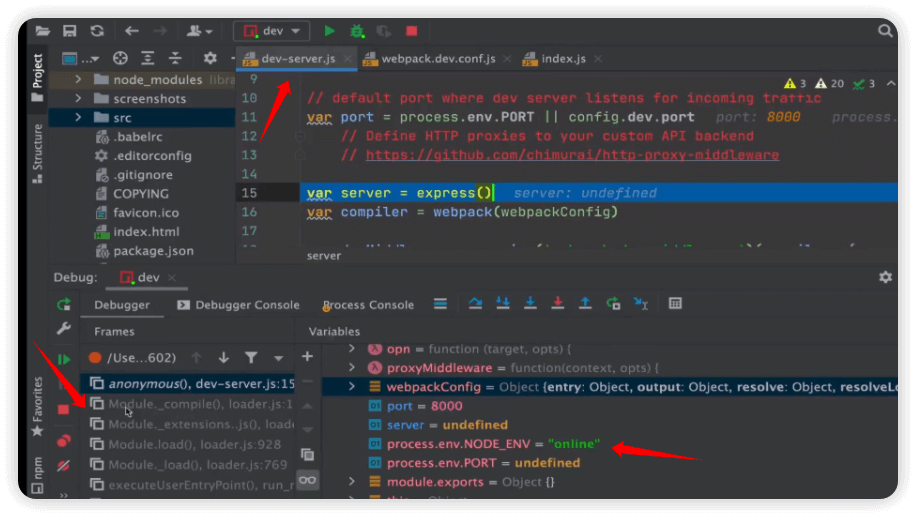 dev
Project
Structure
Favorites
npm
dev-server.js
webpack.dev.conf.js
index.js
node_modules libra
screenshots
src
.babelrc
.editorconfig
.gitignore
COPYING
favicon.ico
index.html
package.json
3 20 3
9
10 // default port where dev server listens for incoming traffic
11 var port = process.env.PORT || config.dev.port port: 8000 process.
12 // Define HTTP proxies to your custom API backend
13 // https://github.com/chimurai/http-proxy-middleware
14
15 var server = express() server: undefined
16 var compiler = webpack(webpackConfig)
17
server
Debug: dev
Debugger
Debugger Console
Process Console
Frames
Variables
/Use...602)
anonymous(), dev-server.js:15
Module._compile(), loader.js:1
Module._extensions..js(), loade
Module.load(), loader.js:928
Module._load(), loader.js:769
executeUserEntryPoint(), run_r
opn = function (target, opts) {
proxyMiddleware = function(context, opts) {
webpackConfig = Object {entry: Object, output: Object, resolve: Object, resolveLo
port = 8000
server = undefined
process.env.NODE_ENV = "online"
process.env.PORT = undefined
module.exports = Object {}